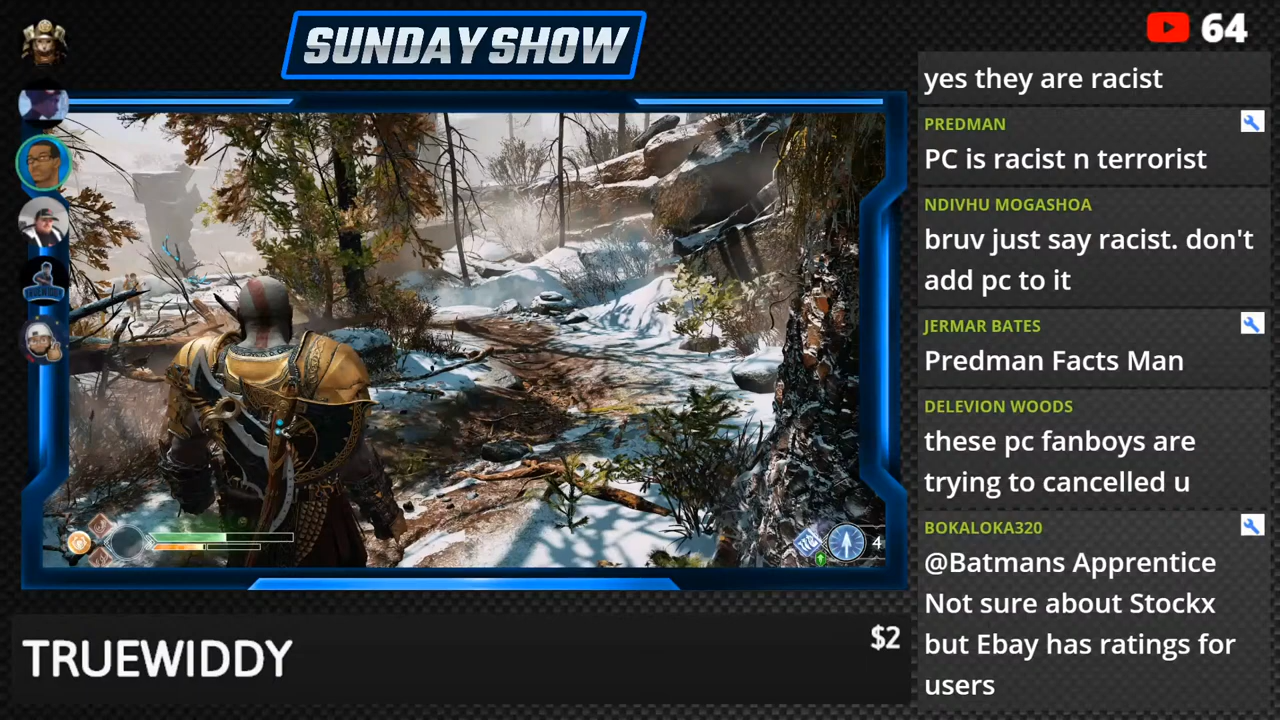 SUNDAY SHOW
64
yes they are racist
PREDMAN
PC is racist n terrorist
NDIVHU MOGASHOA
bruv just say racist. don't
add pc to it
JERMAR BATES
Predman Facts Man
DELEVION WOODS
these pc fanboys are
trying to cancelled u
BOKALOKA320
@Batmans Apprentice
Not sure about Stockx
but Ebay has ratings for
users
4
TRUEWIDDY
$2